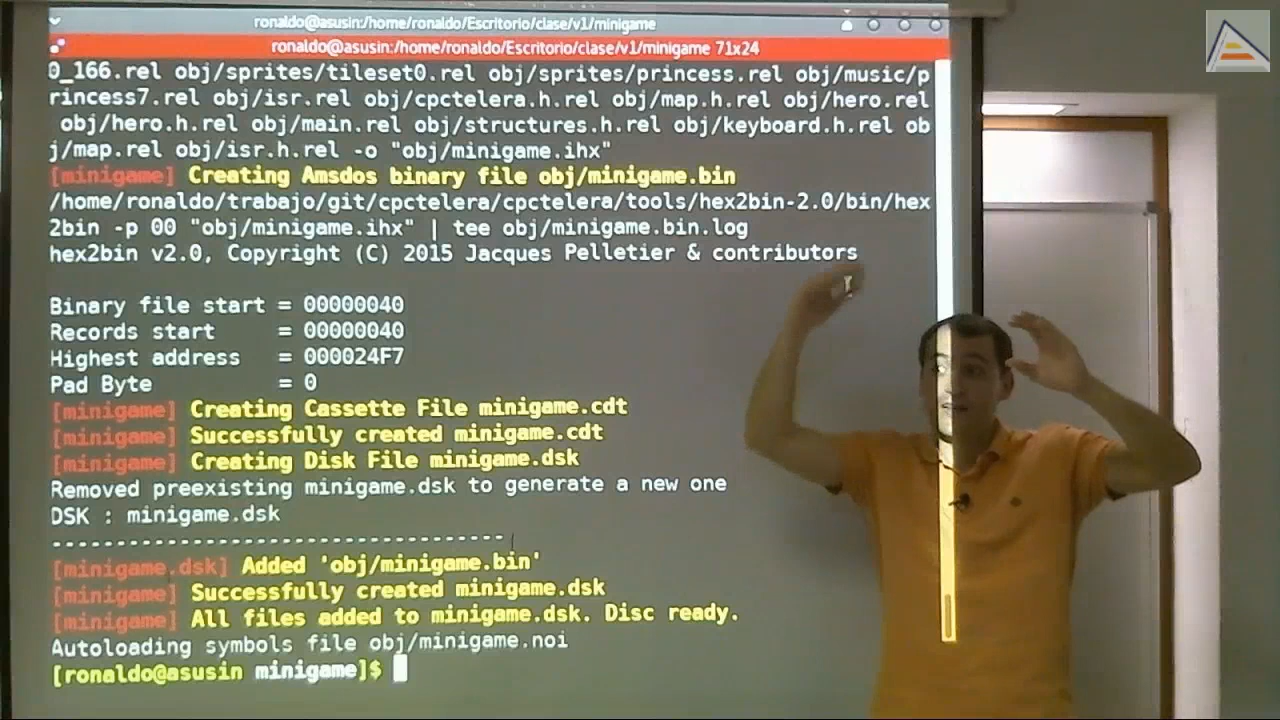 ronaldo@asusin:/home/ronaldo/Escritorio/clase/v1/minigame
ronaldo@asusin:/home/ronaldo/Escritorio/clase/v1/minigame 71x24
0_166.rel obj/sprites/tileset0.rel obj/sprites/princess.rel obj/music/p
rincess7.rel obj/isr.rel obj/cpctelera.h.rel obj/map.h.rel obj/hero.rel
obj/hero.h.rel obj/main.rel obj/structures.h.rel obj/keyboard.h.rel ob
j/map.rel obj/isr.h.rel -o "obj/minigame.ihx"
[minigame] Creating Amsdos binary file obj/minigame.bin
/home/ronaldo/trabajo/git/cpctelera/cpctelera/tools/hex2bin-2.0/bin/hex
2bin -p 00 "obj/minigame.ihx" | tee obj/minigame.bin.log
hex2bin v2.0, Copyright (C) 2015 Jacques Pelletier & contributors
Binary file start = 00000040
Records start = 00000040
Highest address = 000024F7
Pad Byte = 0
[minigame] Creating Cassette File minigame.cdt
[minigame] Successfully created minigame.cdt
[minigame] Creating Disk File minigame.dsk
Removed preexisting minigame.dsk to generate a new one
DSK : minigame.dsk
------------------------------------
[minigame.dsk] Added 'obj/minigame.bin'
[minigame] Successfully created minigame.dsk
[minigame] All files added to minigame.dsk. Disc ready.
Autoloading symbols file obj/minigame.noi
[ronaldo@asusin minigame]$